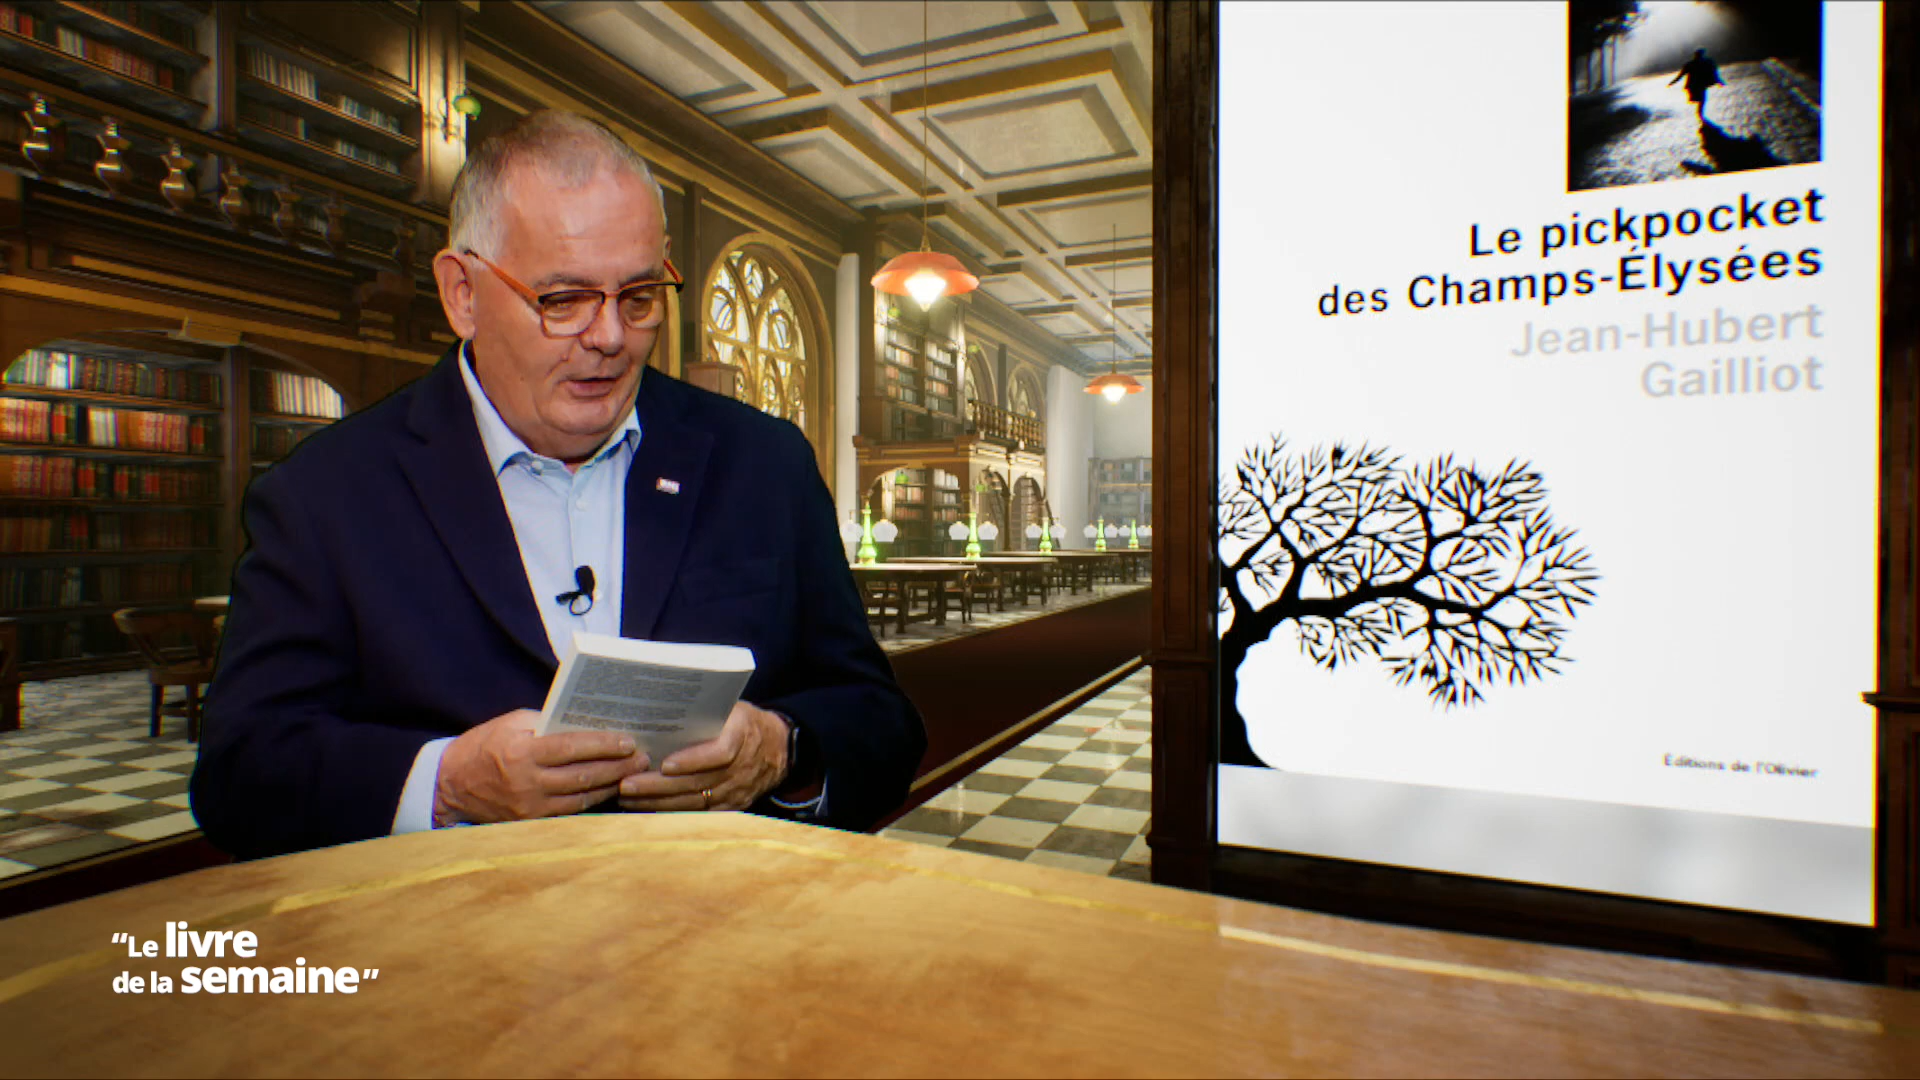 Le pickpocket
des Champs-Élysées
Jean-Hubert
Gailliot
Éditions de l'Olivier
“Le livre
de la semaine”